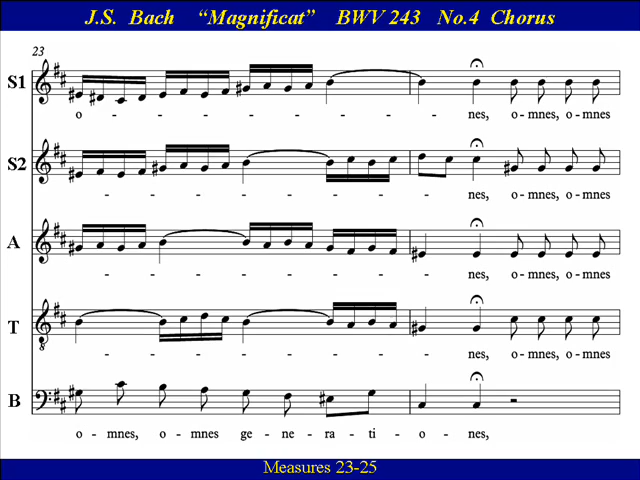 J.S. Bach “Magnificat” BWV 243 No.4 Chorus
23
S1
o - - - - - - - - nes, o-mnes, o-mnes
S2
- - - - - - - - nes, o-mnes, o-mnes
A
- - - - - - - - nes, o-mnes, o-mnes
T
- - - - - - - - nes, o-mnes, o-mnes
8
B
o - mnes, o - mnes ge - ne - ra - ti - o - nes,
Measures 23-25